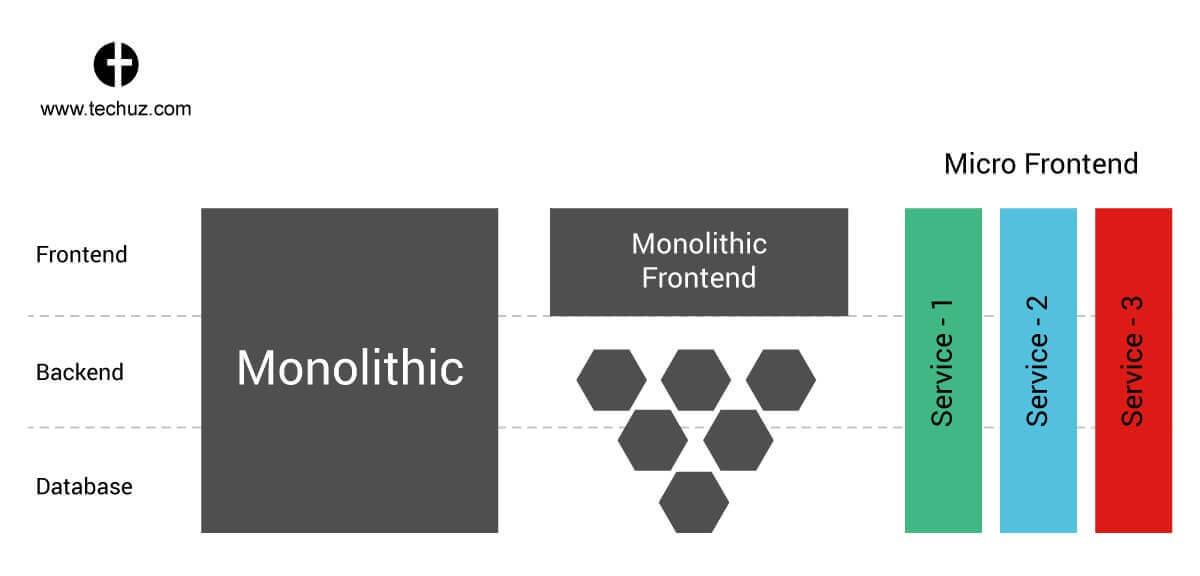 www.techuz.com
Micro Frontend
Frontend
Monolithic
Frontend
Backend
Monolithic
Database
Service - 1
Service - 2
Service - 3